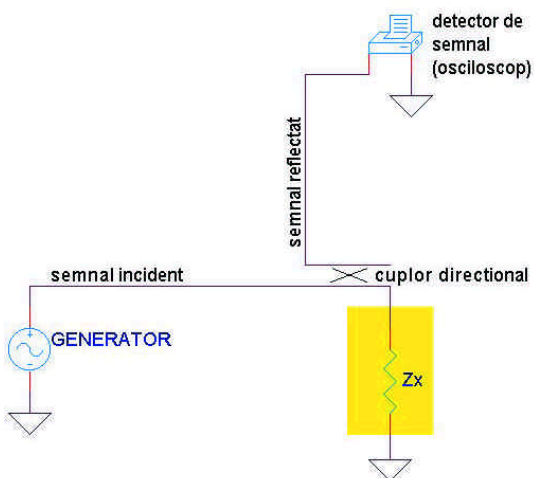 detector de
semnal
(osciloscop)
semnal reflectat
semnal incident
cuplor directional
GENERATOR
Zx